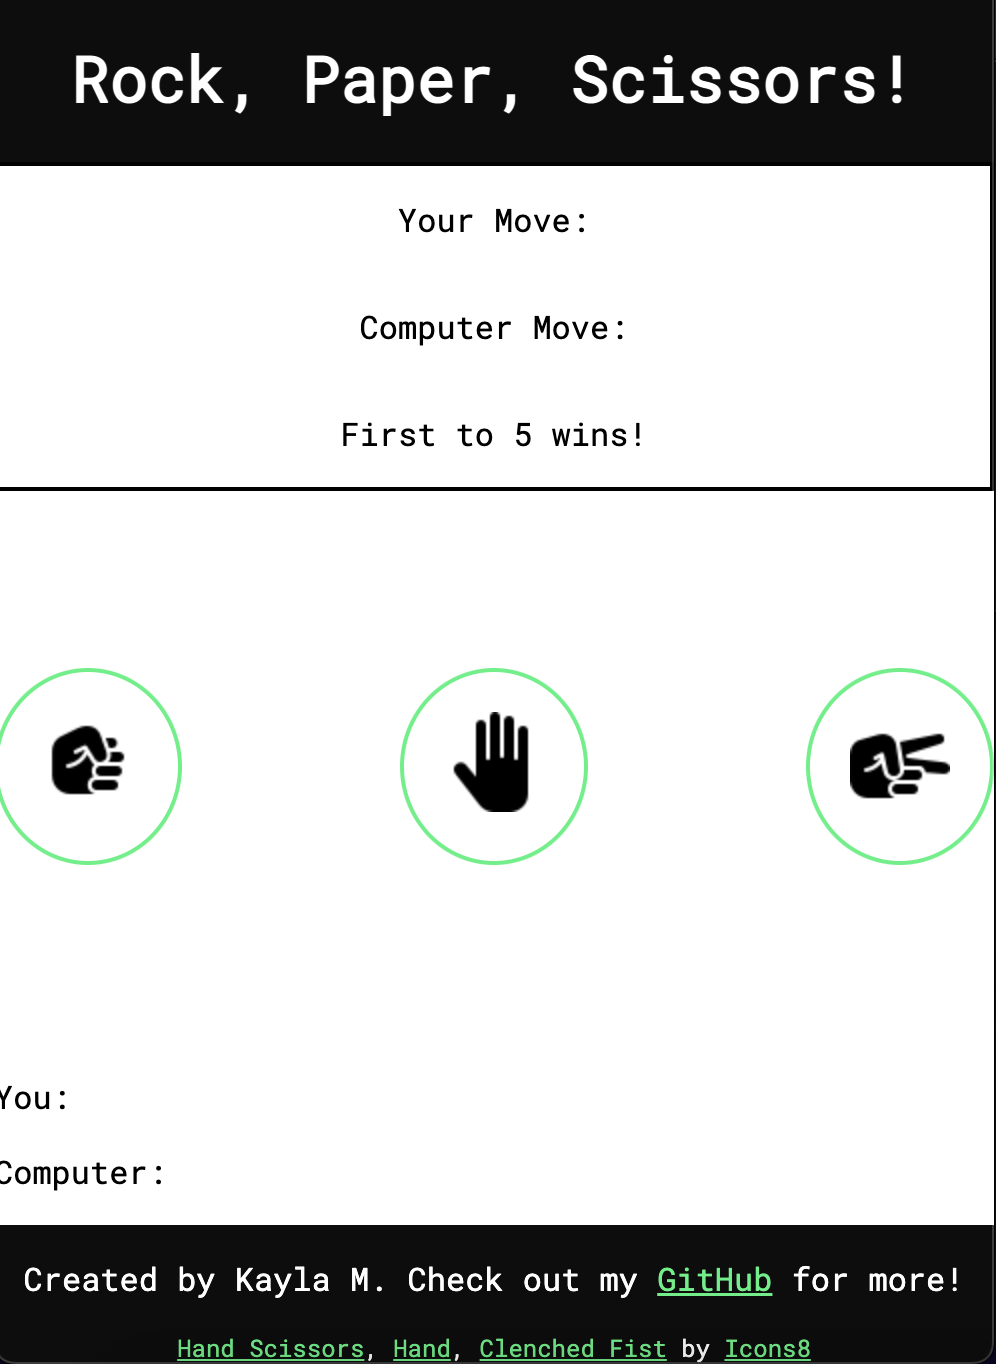 Rock, Paper, Scissors!
Your Move:
Computer Move:
First to 5 wins!
You:
Computer:
Created by Kayla M. Check out my GitHub for more!
Hand Scissors, Hand, Clenched Fist by Icons8